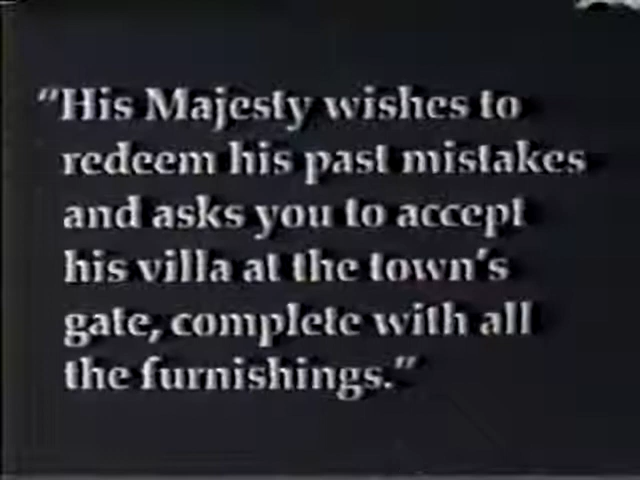 "His Majesty wishes to
redeem his past mistakes
and asks you to accept
his villa at the town's
gate, complete with all
the furnishings."